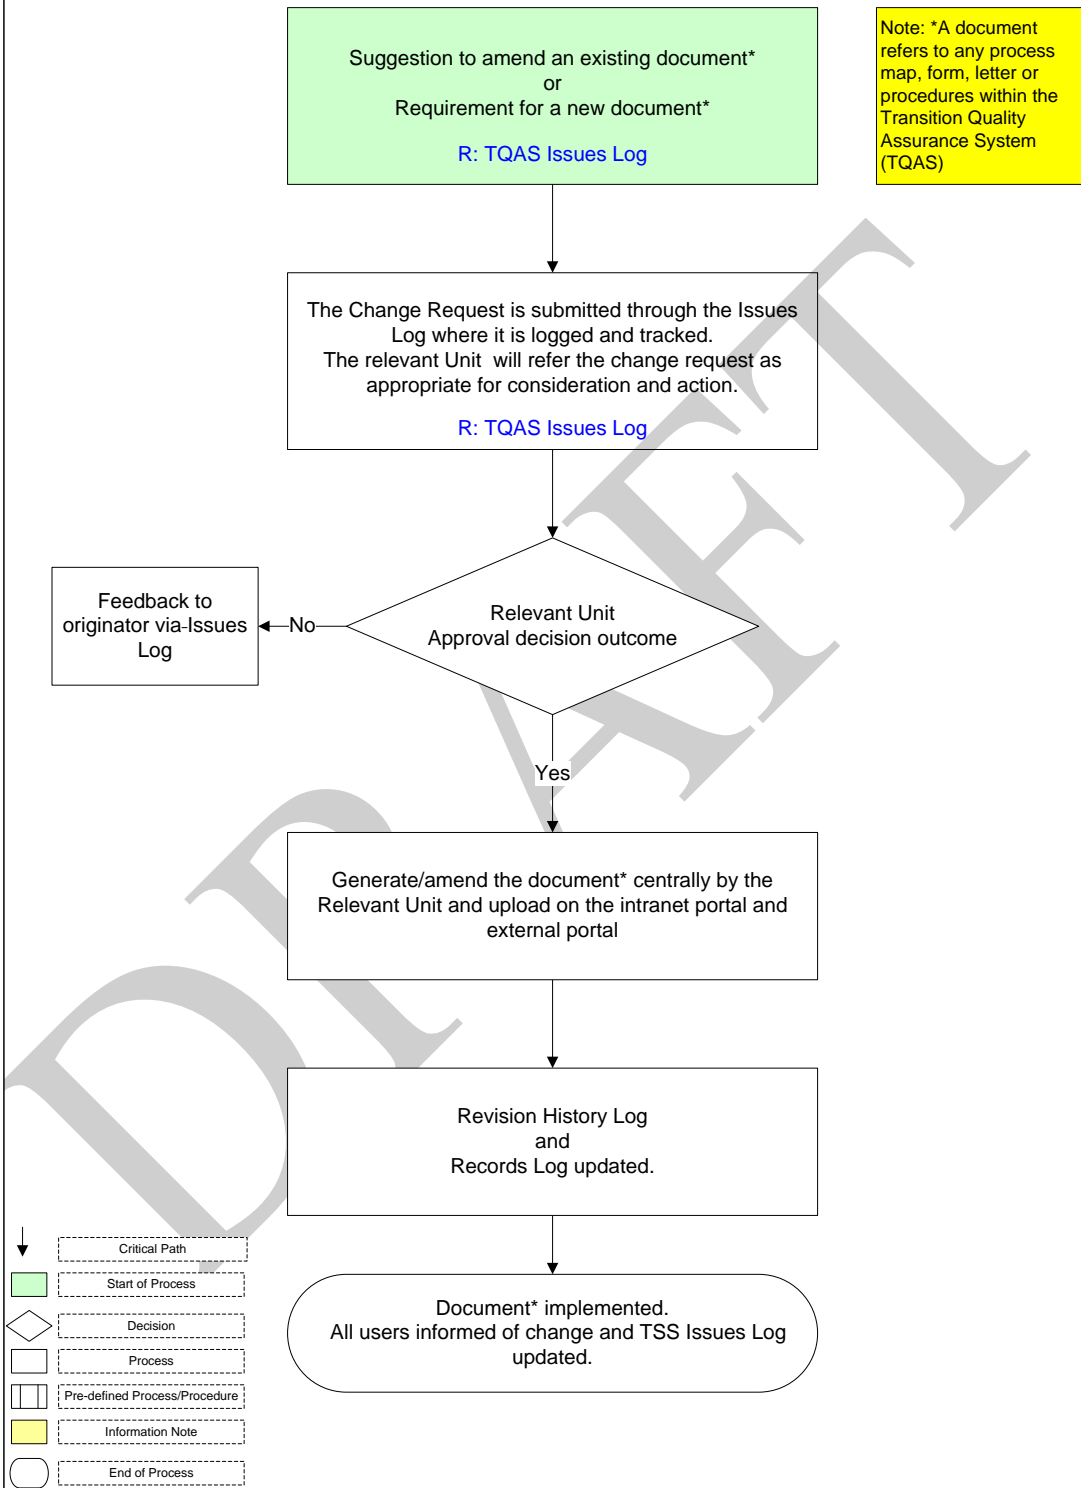 Suggestion to amend an existing document*
or
Requirement for a new document*
R: TQAS Issues Log
Note: *A document
refers to any process
map, form, letter or
procedures within the
Transition Quality
Assurance System
(TQAS)
The Change Request is submitted through the Issues
Log where it is logged and tracked.
The relevant Unit will refer the change request as
appropriate for consideration and action.
R: TQAS Issues Log
Relevant Unit
Approval decision outcome
No
Feedback to
originator via-Issues
Log
Yes
Generate/amend the document* centrally by the
Relevant Unit and upload on the intranet portal and
external portal
Revision History Log
and
Records Log updated.
Document* implemented.
All users informed of change and TSS Issues Log
updated.
Critical Path
Start of Process
Decision
Process
Pre-defined Process/Procedure
Information Note
End of Process
DRAFT